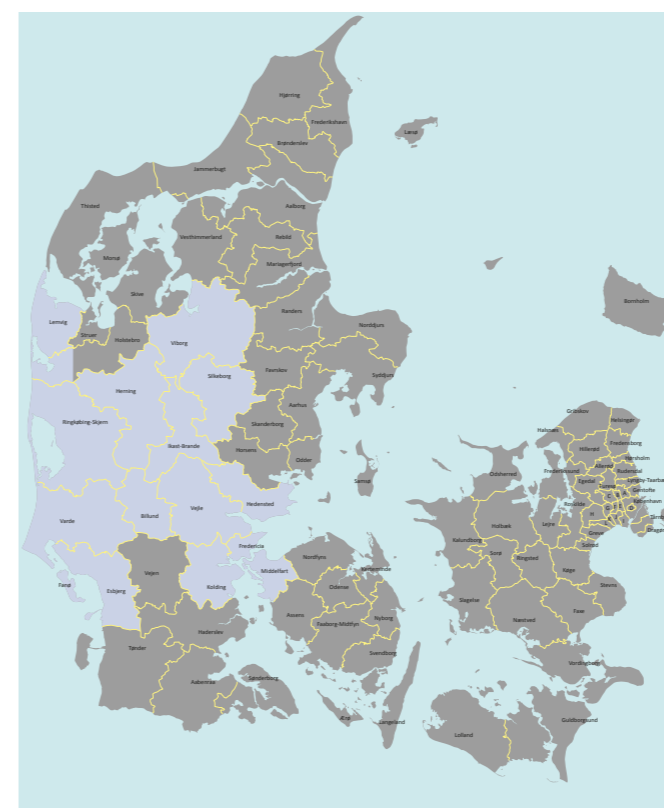 Hjørring
Frederikshavn
Læsø
Brønderslev
Jammerbugt
Thisted
Aalborg
Vesthimmerland
Rebild
Morsø
Mariagerfjord
Skive
Bornholm
Lemvig
Randers
Norddjurs
Struer
Holstebro
Viborg
Favrskov
Silkeborg
Syddjurs
Herning
Aarhus
Gribskov
Helsingør
Ringkøbing-Skjern
Skanderborg
Halsnæs
Fredensborg
Ikast-Brande
Horsens
Odder
Hillerød
Hørsholm
Allerød
Rudersdal
Samsø
Odsherred
Frederikssund
Egedal
Furesø
Gentofte
København
Hedensted
Vejle
Roskilde
Billund
Varde
Holbæk
Lejre
H
Greve
Solrød
Kalundborg
Fredericia
Nordfyns
Sorø
Ringsted
Vejen
Middelfart
Kerteminde
Køge
Fanø
Esbjerg
Kolding
Odense
Stevns
Slagelse
Assens
Nyborg
Faaborg-Midtfyn
Næstved
Faxe
Haderslev
Tønder
Svendborg
Vordingborg
Aabenraa
Sønderborg
Ærø
Langeland
Guldborgsund
Lolland